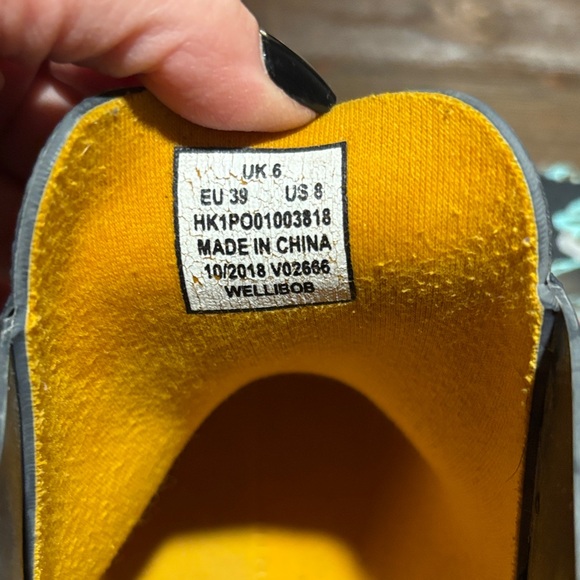 UK 6
EU 39 US 8
HK1PO01003818
MADE IN CHINA
10/2018 V02666
WELLIBOB